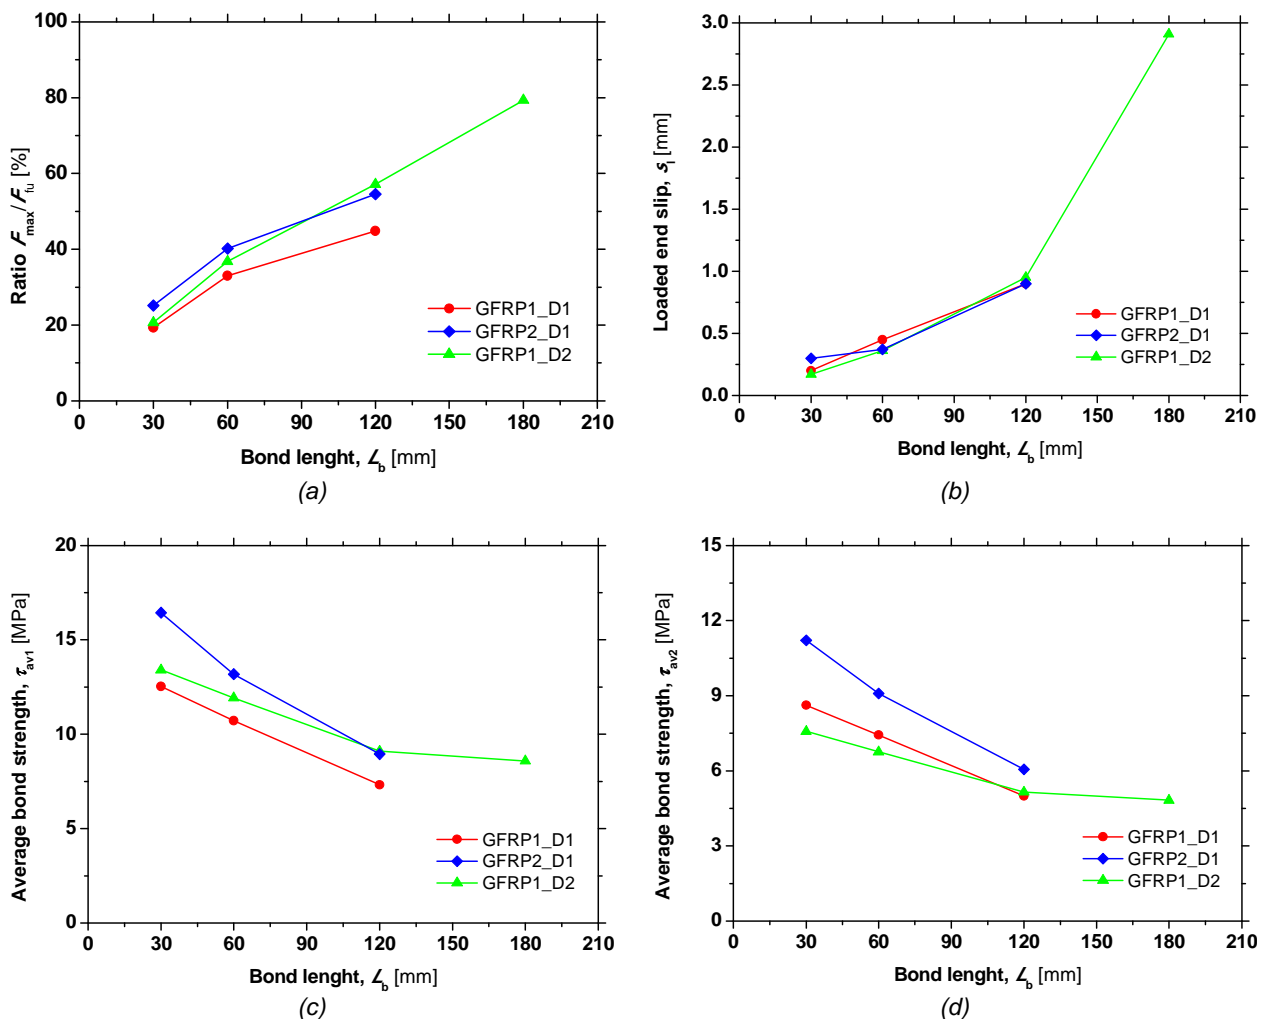 100
80
60
40
20
0
Ratio F_max/F_fu [%]
GFRP1_D1
GFRP2_D1
GFRP1_D2
0 30 60 90 120 150 180 210
Bond lenght, L_b [mm]
(a)
3.0
2.5
2.0
1.5
1.0
0.5
0.0
Loaded end slip, s_l [mm]
GFRP1_D1
GFRP2_D1
GFRP1_D2
0 30 60 90 120 150 180 210
Bond lenght, L_b [mm]
(b)
20
15
10
5
0
Average bond strength, τ_av1 [MPa]
GFRP1_D1
GFRP2_D1
GFRP1_D2
0 30 60 90 120 150 180 210
Bond lenght, L_b [mm]
(c)
15
12
9
6
3
0
Average bond strength, τ_av2 [MPa]
GFRP1_D1
GFRP2_D1
GFRP1_D2
0 30 60 90 120 150 180 210
Bond lenght, L_b [mm]
(d)